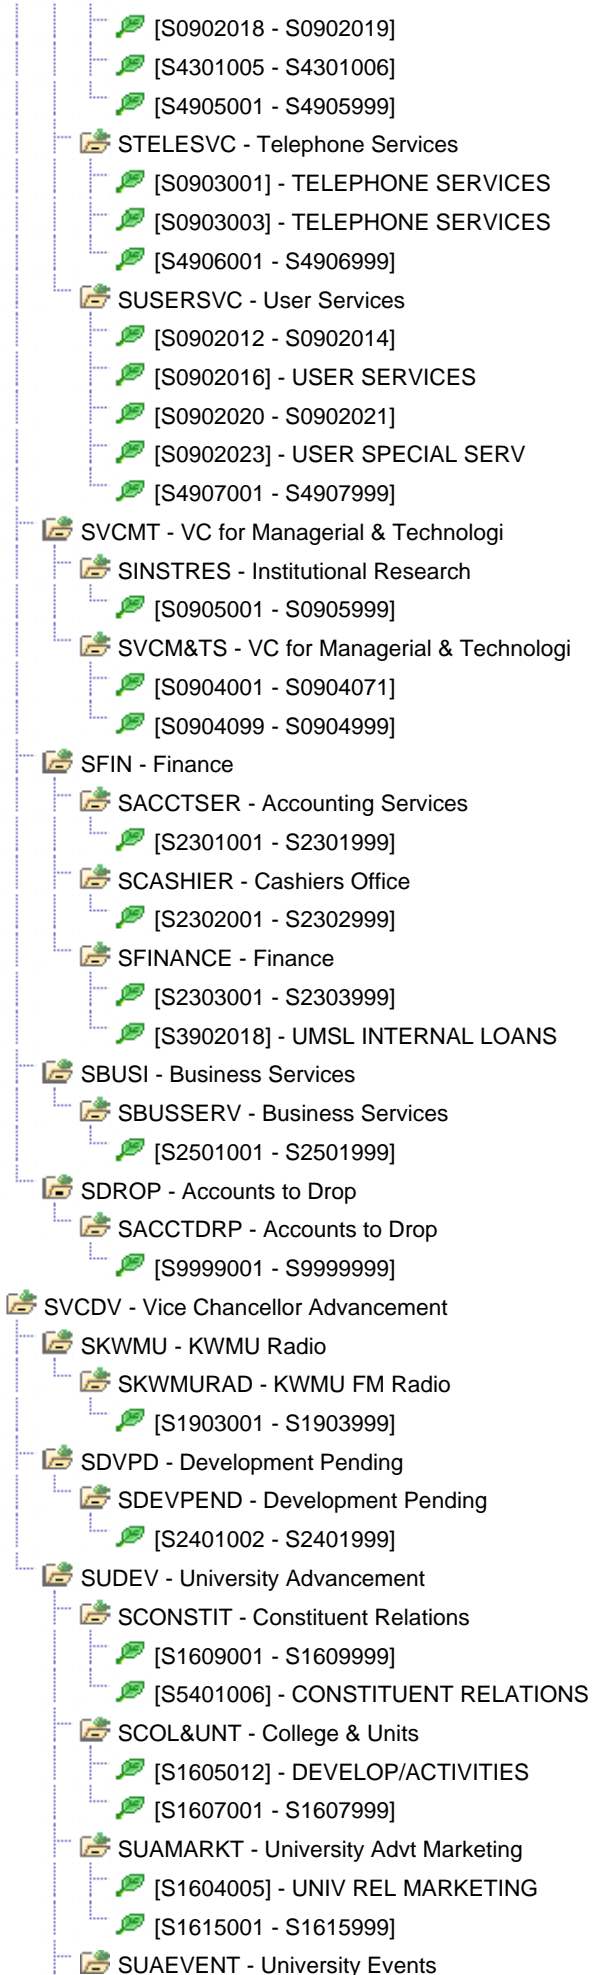 [S0902018 - S0902019]
[S4301005 - S4301006]
[S4905001 - S4905999]
STELESVC - Telephone Services
[S0903001] - TELEPHONE SERVICES
[S0903003] - TELEPHONE SERVICES
[S4906001 - S4906999]
SUSERSVC - User Services
[S0902012 - S0902014]
[S0902016] - USER SERVICES
[S0902020 - S0902021]
[S0902023] - USER SPECIAL SERV
[S4907001 - S4907999]
SVCMT - VC for Managerial & Technologi
SINSTRES - Institutional Research
[S0905001 - S0905999]
SVCM&TS - VC for Managerial & Technologi
[S0904001 - S0904071]
[S0904099 - S0904999]
SFIN - Finance
SACCTSER - Accounting Services
[S2301001 - S2301999]
SCASHIER - Cashiers Office
[S2302001 - S2302999]
SFINANCE - Finance
[S2303001 - S2303999]
[S3902018] - UMSL INTERNAL LOANS
SBUSI - Business Services
SBUSSERV - Business Services
[S2501001 - S2501999]
SDROP - Accounts to Drop
SACCTDRP - Accounts to Drop
[S9999001 - S9999999]
SVCDV - Vice Chancellor Advancement
SKWMU - KWMU Radio
SKWMURAD - KWMU FM Radio
[S1903001 - S1903999]
SDVPD - Development Pending
SDEVPEND - Development Pending
[S2401002 - S2401999]
SUDEV - University Advancement
SCONSTIT - Constituent Relations
[S1609001 - S1609999]
[S5401006] - CONSTITUENT RELATIONS
SCOL&UNT - College & Units
[S1605012] - DEVELOP/ACTIVITIES
[S1607001 - S1607999]
SUAMARKT - University Advt Marketing
[S1604005] - UNIV REL MARKETING
[S1615001 - S1615999]
SUAEVENT - University Events